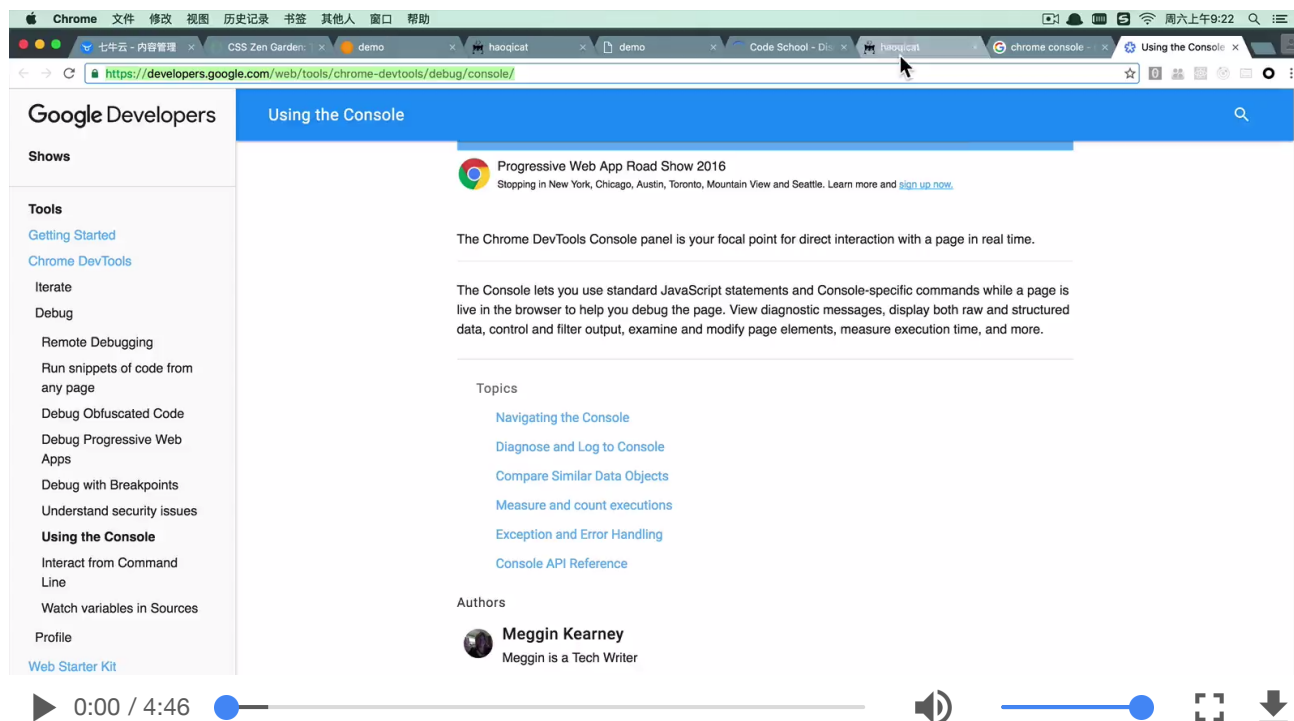 Chrome 文件 修改 视图 历史记录 书签 其他人 窗口 帮助 周六上午9:22
七牛云 - 内容管理 CSS Zen Garden: demo haoqicat demo Code School - Dis haoqicat chrome console - Using the Console
https://developers.google.com/web/tools/chrome-devtools/debug/console/
Google Developers
Using the Console
Shows
Tools
Getting Started
Chrome DevTools
Iterate
Debug
Remote Debugging
Run snippets of code from
any page
Debug Obfuscated Code
Debug Progressive Web
Apps
Debug with Breakpoints
Understand security issues
Using the Console
Interact from Command
Line
Watch variables in Sources
Profile
Web Starter Kit
Progressive Web App Road Show 2016
Stopping in New York, Chicago, Austin, Toronto, Mountain View and Seattle. Learn more and sign up now.
The Chrome DevTools Console panel is your focal point for direct interaction with a page in real time.
The Console lets you use standard JavaScript statements and Console-specific commands while a page is
live in the browser to help you debug the page. View diagnostic messages, display both raw and structured
data, control and filter output, examine and modify page elements, measure execution time, and more.
Topics
Navigating the Console
Diagnose and Log to Console
Compare Similar Data Objects
Measure and count executions
Exception and Error Handling
Console API Reference
Authors
Meggin Kearney
Meggin is a Tech Writer
0:00 / 4:46